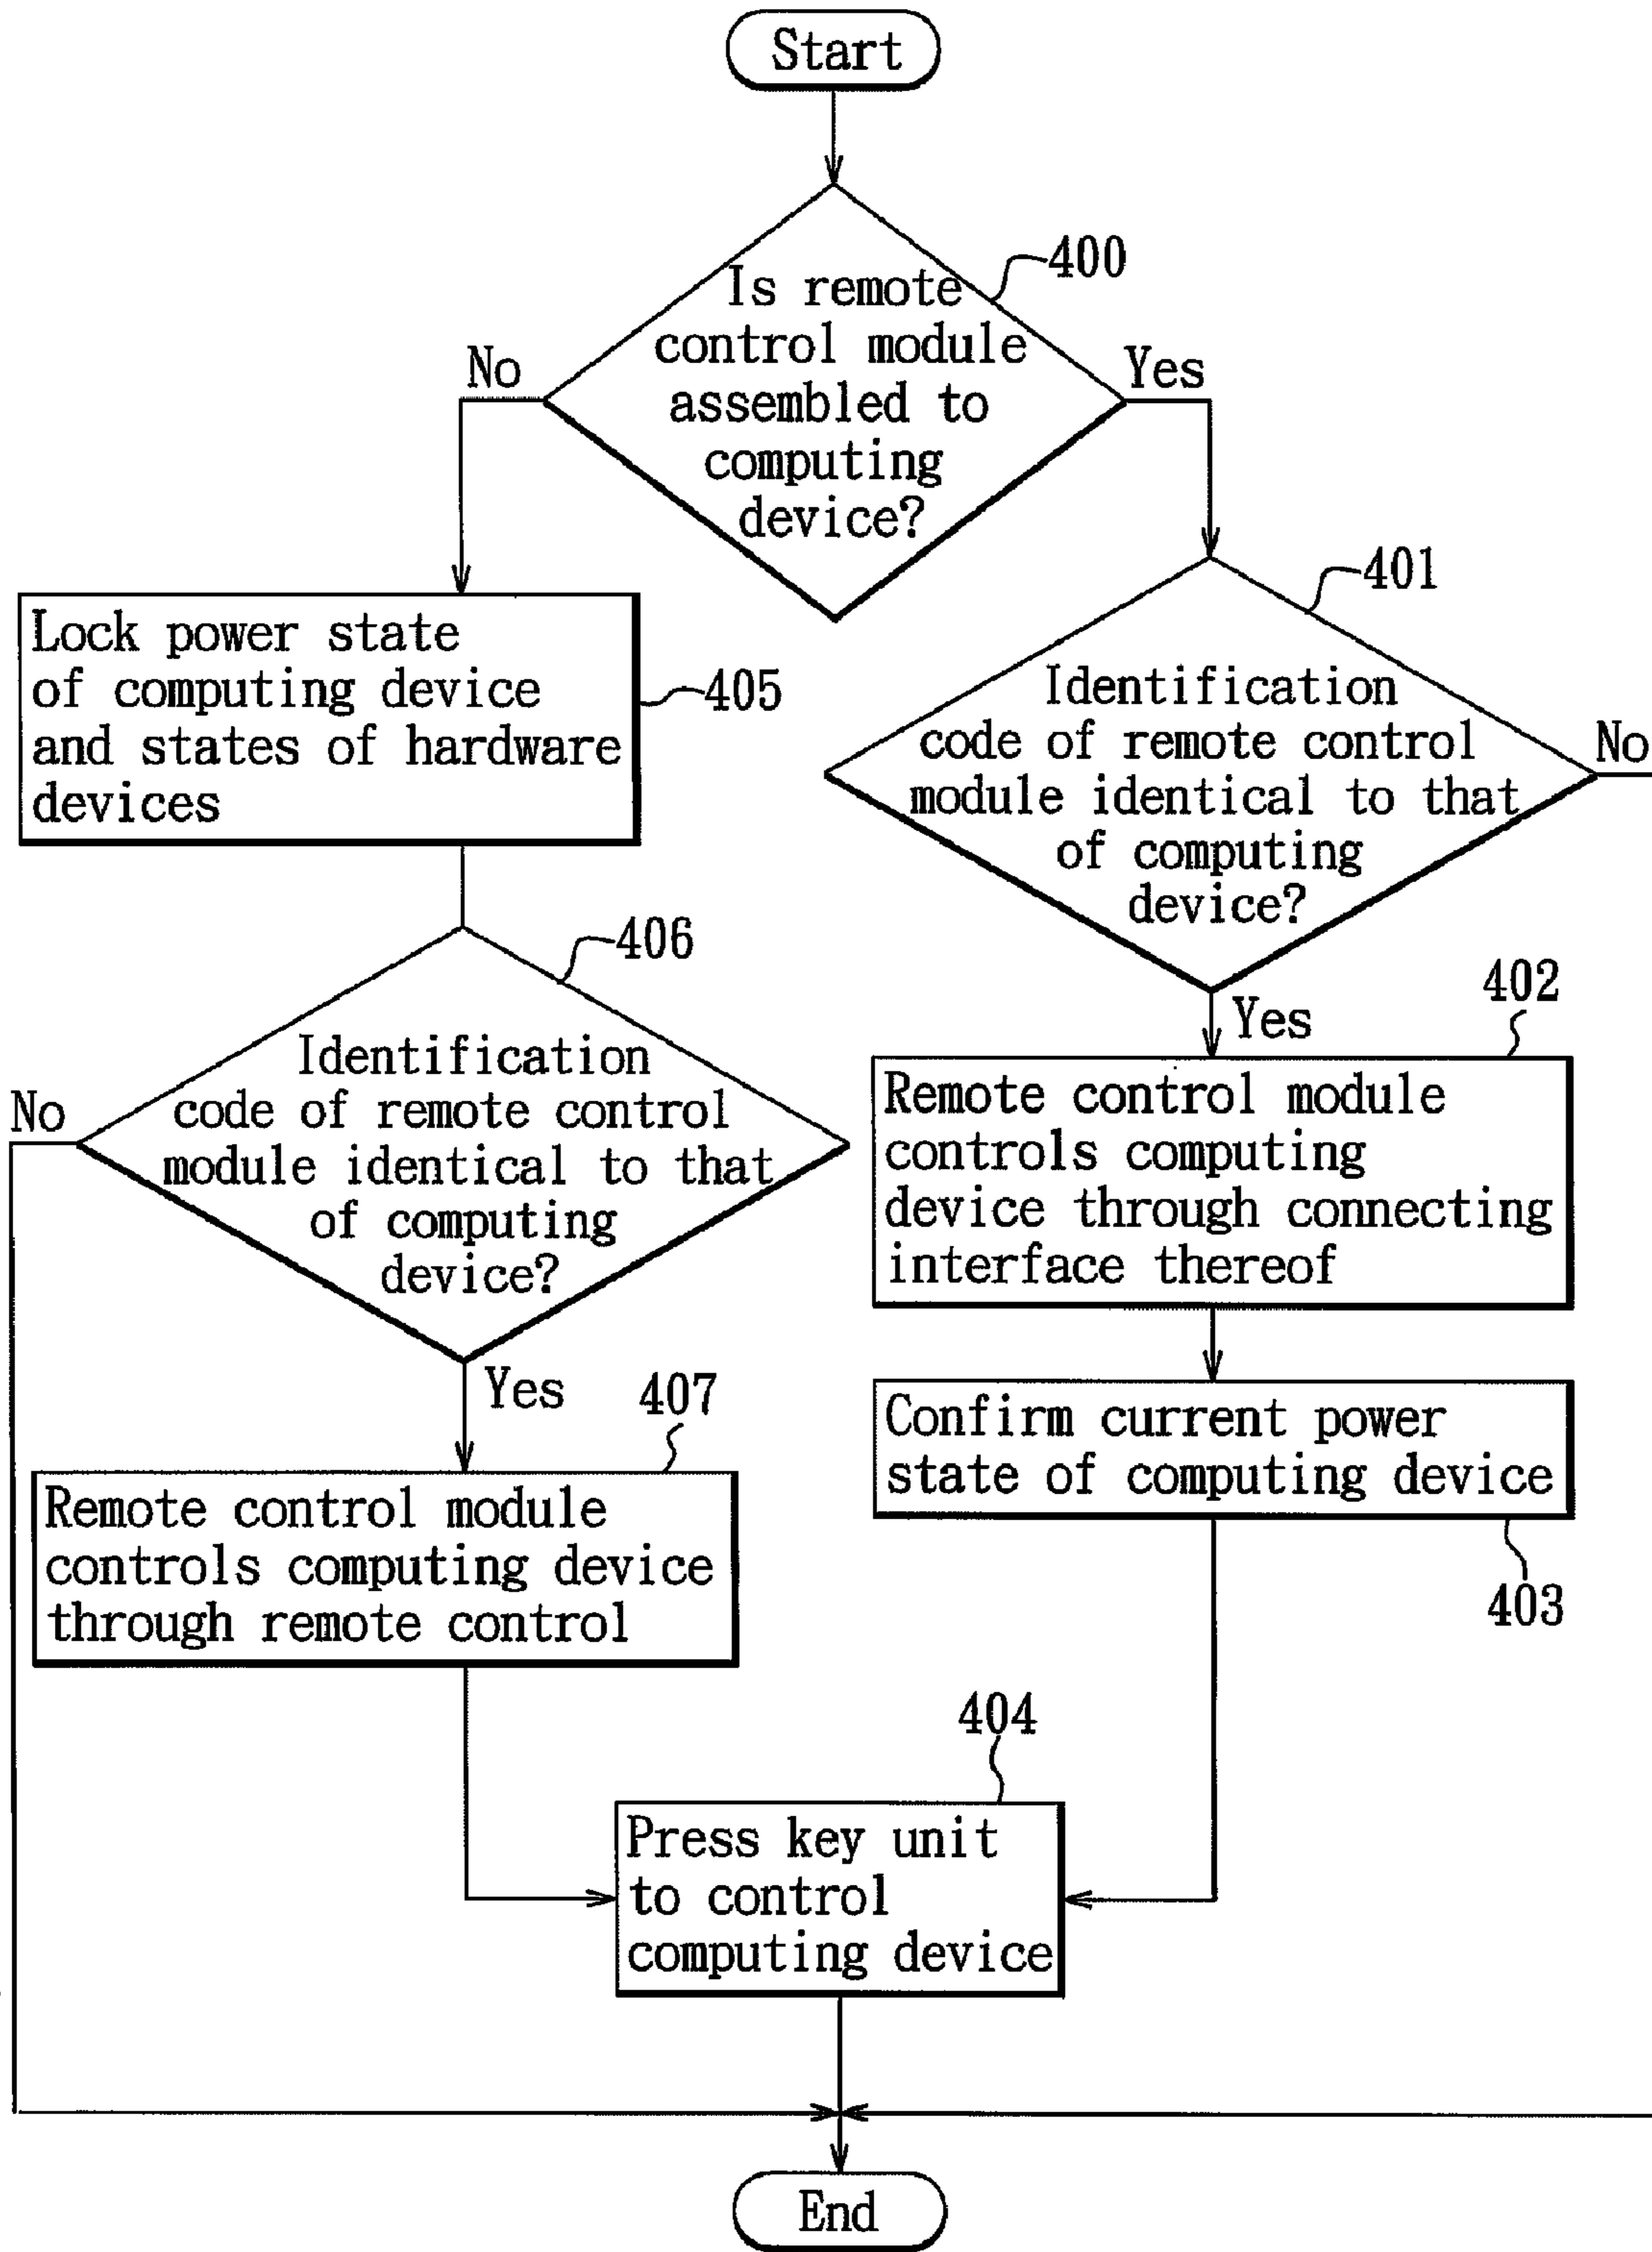 Start
400
Is remote
control module
assembled to
computing
device?
No
Yes
401
Lock power state
of computing device
and states of hardware
devices
405
Identification
code of remote control
module identical to that
of computing
device?
No
Yes
406
Identification
code of remote control
module identical to that
of computing
device?
No
Yes
402
Remote control module
controls computing
device through connecting
interface thereof
Confirm current power
state of computing device
403
407
Remote control module
controls computing device
through remote control
404
Press key unit
to control
computing device
End